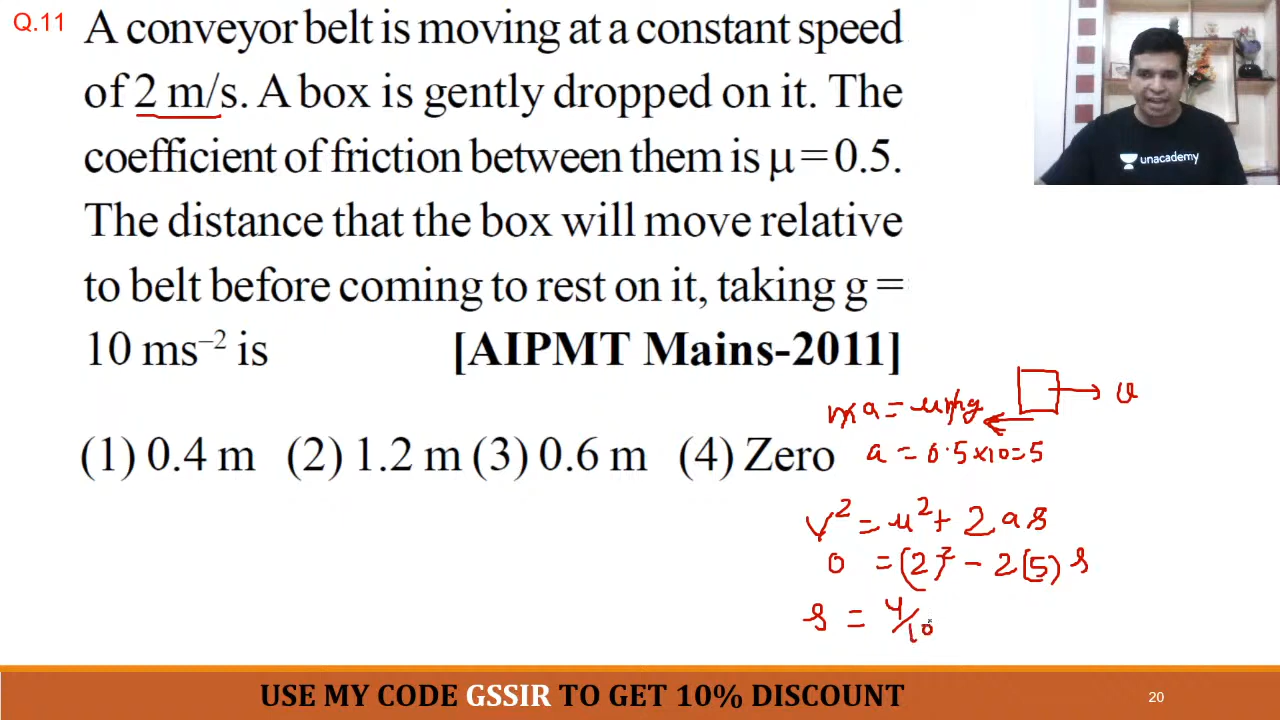 Q.11
A conveyor belt is moving at a constant speed
of 2 m/s. A box is gently dropped on it. The
coefficient of friction between them is μ = 0.5.
The distance that the box will move relative
to belt before coming to rest on it, taking g =
10 ms⁻² is [AIPMT Mains-2011]
(1) 0.4 m (2) 1.2 m (3) 0.6 m (4) Zero
unacademy
v
ma = μmg
a = 0.5×10=5
v² = u² + 2as
0 = (2)² - 2(5) s
s = 4/10
USE MY CODE GSSIR TO GET 10% DISCOUNT
20